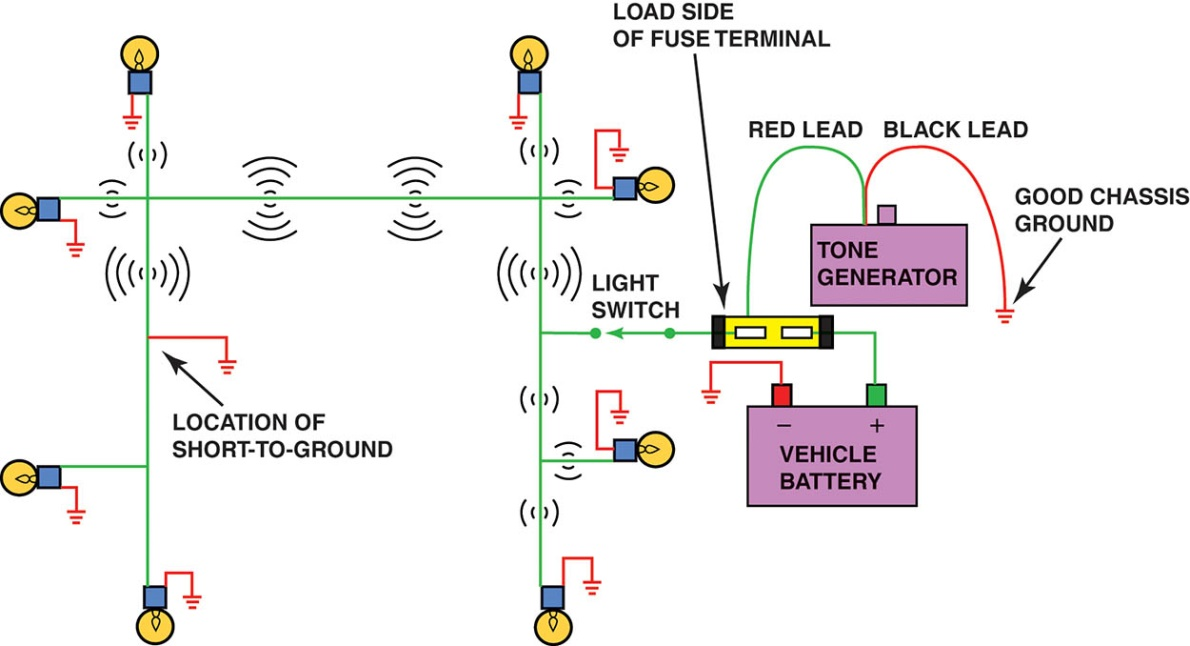 LOAD SIDE
OF FUSE TERMINAL
RED LEAD
BLACK LEAD
GOOD CHASSIS
GROUND
TONE
GENERATOR
LIGHT
SWITCH
LOCATION OF
SHORT-TO-GROUND
− +
VEHICLE
BATTERY